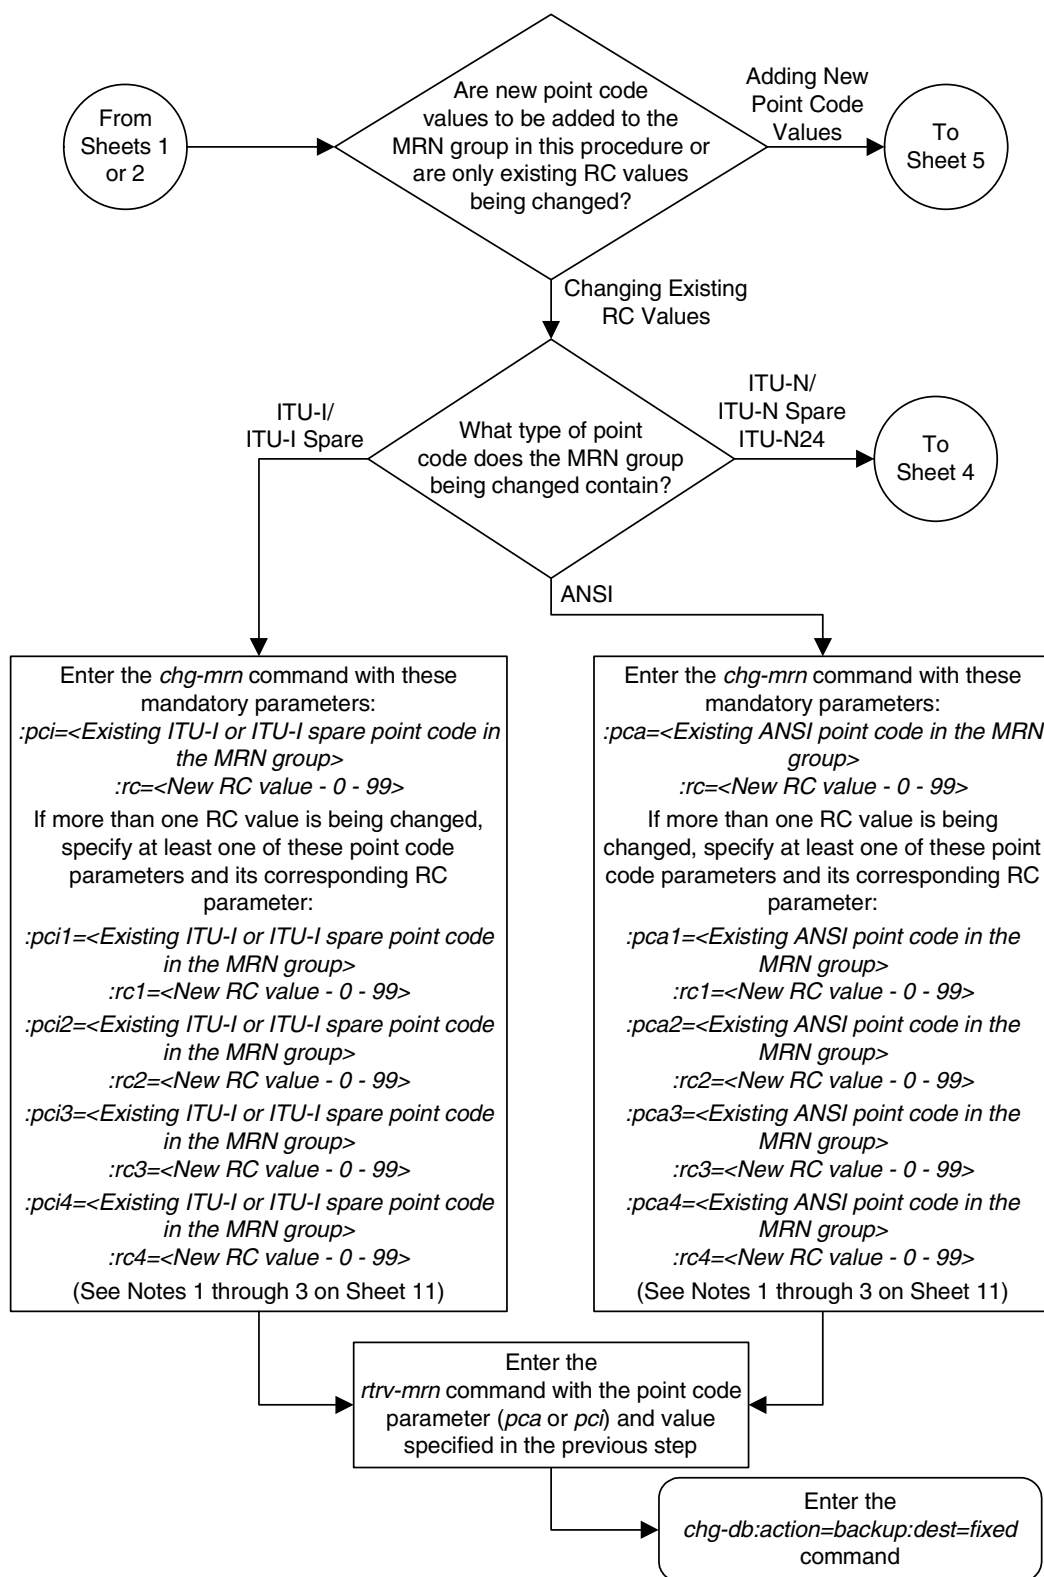 From
Sheets 1
or 2
Are new point code
values to be added to the
MRN group in this procedure or
are only existing RC values
being changed?
Adding New
Point Code
Values
To
Sheet 5
Changing Existing
RC Values
ITU-I/
ITU-I Spare
What type of point
code does the MRN group
being changed contain?
ITU-N/
ITU-N Spare
ITU-N24
To
Sheet 4
ANSI
Enter the chg-mrn command with these
mandatory parameters:
:pci=<Existing ITU-I or ITU-I spare point code in
the MRN group>
:rc=<New RC value - 0 - 99>
If more than one RC value is being changed,
specify at least one of these point code
parameters and its corresponding RC
parameter:
:pci1=<Existing ITU-I or ITU-I spare point code
in the MRN group>
:rc1=<New RC value - 0 - 99>
:pci2=<Existing ITU-I or ITU-I spare point code
in the MRN group>
:rc2=<New RC value - 0 - 99>
:pci3=<Existing ITU-I or ITU-I spare point code
in the MRN group>
:rc3=<New RC value - 0 - 99>
:pci4=<Existing ITU-I or ITU-I spare point code
in the MRN group>
:rc4=<New RC value - 0 - 99>
(See Notes 1 through 3 on Sheet 11)
Enter the chg-mrn command with these
mandatory parameters:
:pca=<Existing ANSI point code in the MRN
group>
:rc=<New RC value - 0 - 99>
If more than one RC value is being
changed, specify at least one of these point
code parameters and its corresponding RC
parameter:
:pca1=<Existing ANSI point code in the
MRN group>
:rc1=<New RC value - 0 - 99>
:pca2=<Existing ANSI point code in the
MRN group>
:rc2=<New RC value - 0 - 99>
:pca3=<Existing ANSI point code in the
MRN group>
:rc3=<New RC value - 0 - 99>
:pca4=<Existing ANSI point code in the
MRN group>
:rc4=<New RC value - 0 - 99>
(See Notes 1 through 3 on Sheet 11)
Enter the
rtrv-mrn command with the point code
parameter (pca or pci) and value
specified in the previous step
Enter the
chg-db:action=backup:dest=fixed
command